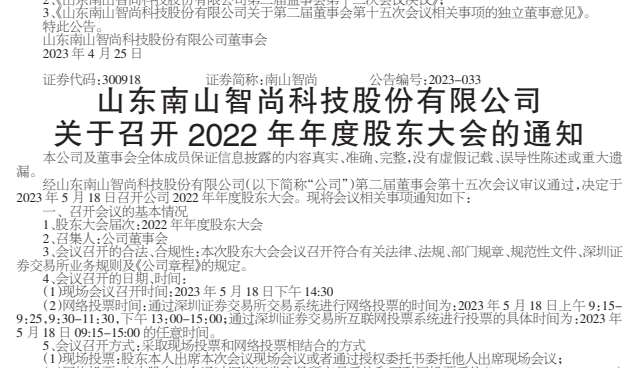 2、《山东南山智尚科技股份有限公司第二届监事会第十二次会议决议》；
3、《山东南山智尚科技股份有限公司关于第二届董事会第十五次会议相关事项的独立董事意见》。
特此公告。
山东南山智尚科技股份有限公司董事会
2023 年 4 月 25 日
证券代码:300918 证券简称:南山智尚 公告编号:2023-033
山东南山智尚科技股份有限公司
关于召开 2022 年年度股东大会的通知
本公司及董事会全体成员保证信息披露的内容真实、准确、完整,没有虚假记载、误导性陈述或重大遗
漏。
经山东南山智尚科技股份有限公司(以下简称“公司”)第二届董事会第十五次会议审议通过,决定于
2023 年 5 月 18 日召开公司 2022 年年度股东大会。现将会议相关事项通知如下:
一、召开会议的基本情况
1、股东大会届次:2022 年年度股东大会
2、召集人:公司董事会
3、会议召开的合法、合规性:本次股东大会会议召开符合有关法律、法规、部门规章、规范性文件、深圳证
券交易所业务规则及《公司章程》的规定。
4、会议召开的日期、时间:
(1)现场会议召开时间:2023 年 5 月 18 日下午 14:30
(2)网络投票时间:通过深圳证券交易所交易系统进行网络投票的时间为:2023 年 5 月 18 日上午 9:15-
9:25,9:30-11:30,下午 13:00-15:00;通过深圳证券交易所互联网投票系统进行投票的具体时间为:2023 年
5 月 18 日 09:15-15:00 的任意时间。
5、会议召开方式:采取现场投票和网络投票相结合的方式
(1)现场投票:股东本人出席本次会议现场会议或者通过授权委托书委托他人出席现场会议;